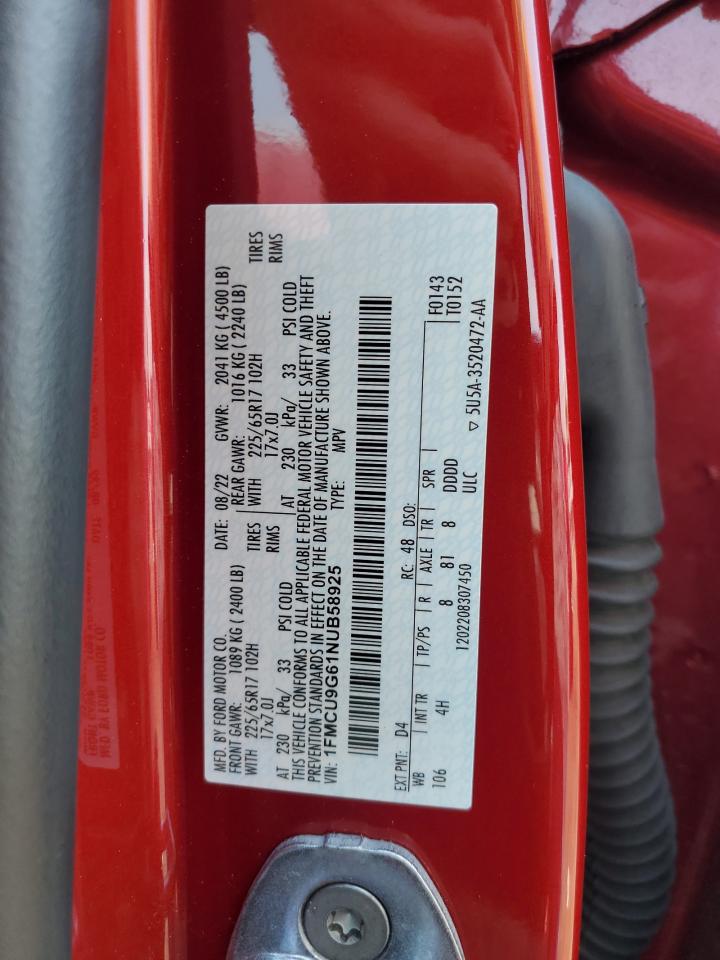 MFD. BY FORD MOTOR CO. DATE: 08/22 GVWR: 2041 KG ( 4500 LB)
FRONT GAWR: 1089 KG ( 2400 LB) REAR GAWR: 1016 KG ( 2240 LB)
WITH 225/65R17 102H TIRES WITH 225/65R17 102H TIRES
17x7.0J RIMS 17x7.0J RIMS
AT 230 kPa/ 33 PSI COLD AT 230 kPa/ 33 PSI COLD
THIS VEHICLE CONFORMS TO ALL APPLICABLE FEDERAL MOTOR VEHICLE SAFETY AND THEFT
PREVENTION STANDARDS IN EFFECT ON THE DATE OF MANUFACTURE SHOWN ABOVE.
VIN: 1FMCU9G61NUB58925 TYPE: MPV
EXT PNT: D4 RC: 48 DSO: F0143
WB INT TR TP/PS R AXLE TR SPR T0152
106 4H 8 81 8 DDDD
1202208307450 ULC ▽ 5U5A-3520472-AA